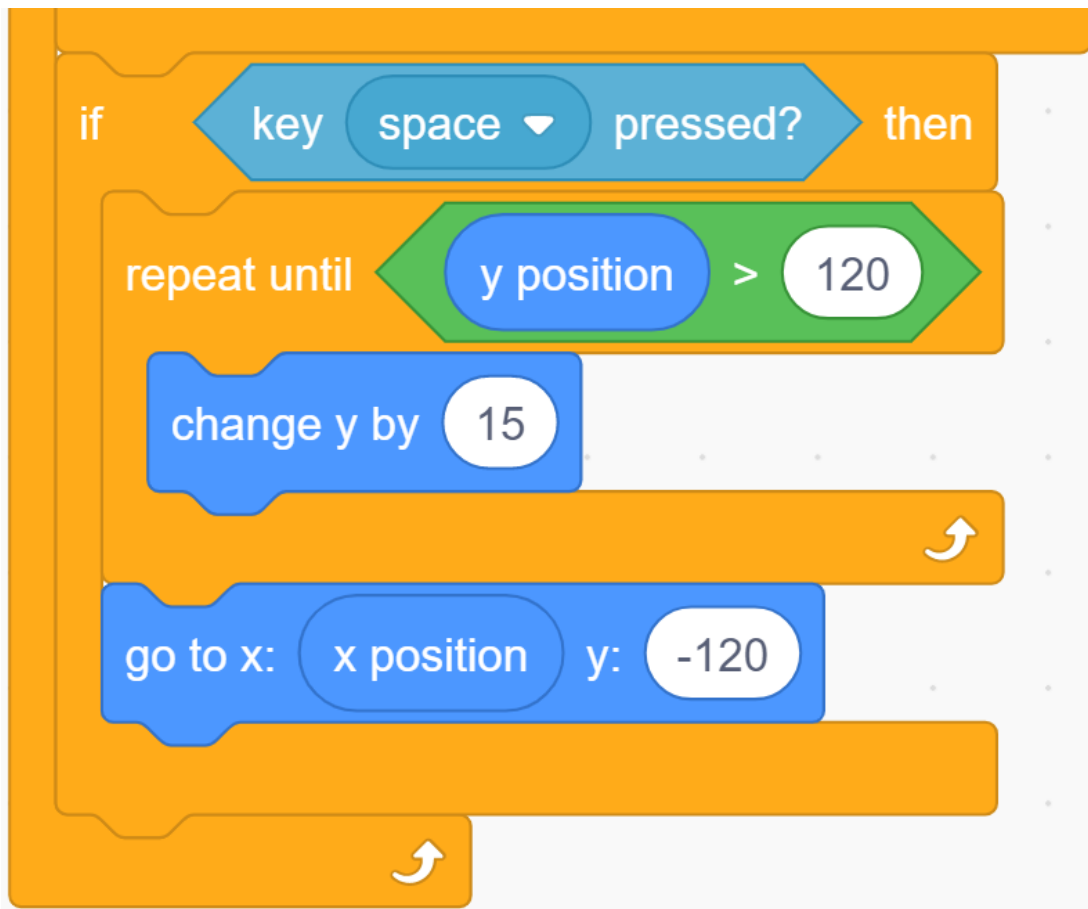 if key space pressed? then
repeat until y position > 120
change y by 15
go to x: x position y: -120